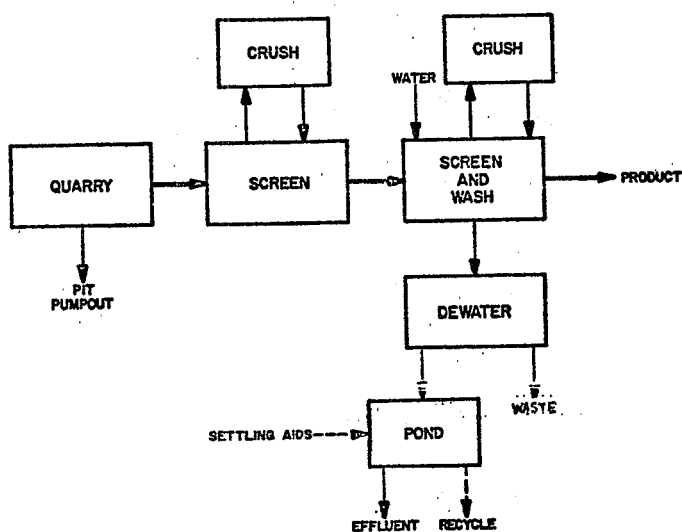 CRUSH
CRUSH
WATER
QUARRY
SCREEN
SCREEN
AND
WASH
PRODUCT
PIT
PUMPOUT
DEWATER
WASTE
SETTLING AIDS
POND
EFFLUENT
RECYCLE